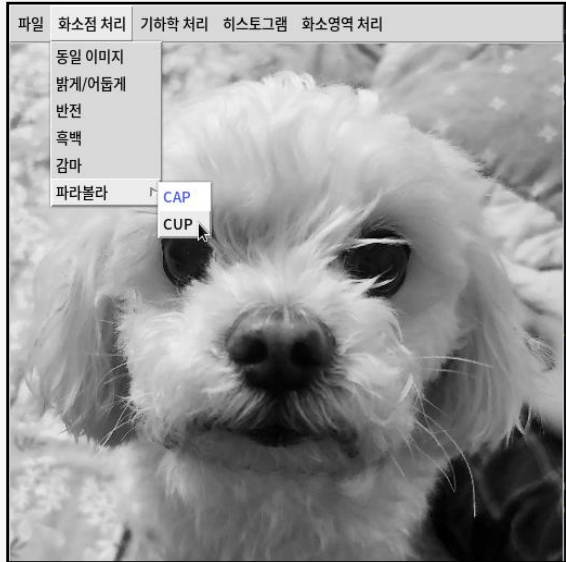 파일 화소점 처리 기하학 처리 히스토그램 화소영역 처리
동일 이미지
밝게/어둡게
반전
흑백
감마
파라볼라
CAP
CUP